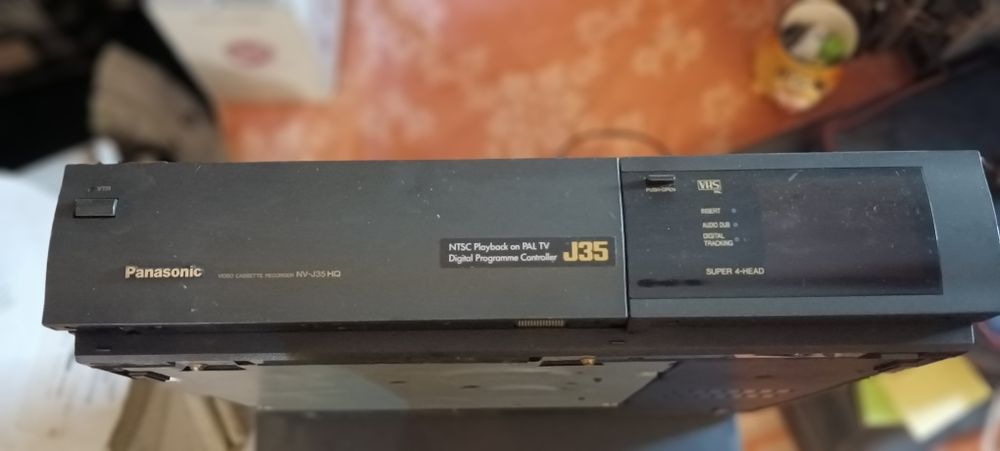 VTR
Panasonic VIDEO CASSETTE RECORDER NV-J35 HQ
NTSC Playback on PAL TV
Digital Programme Controller
J35
PUSH-OPEN
VHS
PAL
INSERT
AUDIO DUB
DIGITAL
TRACKING
SUPER 4-HEAD